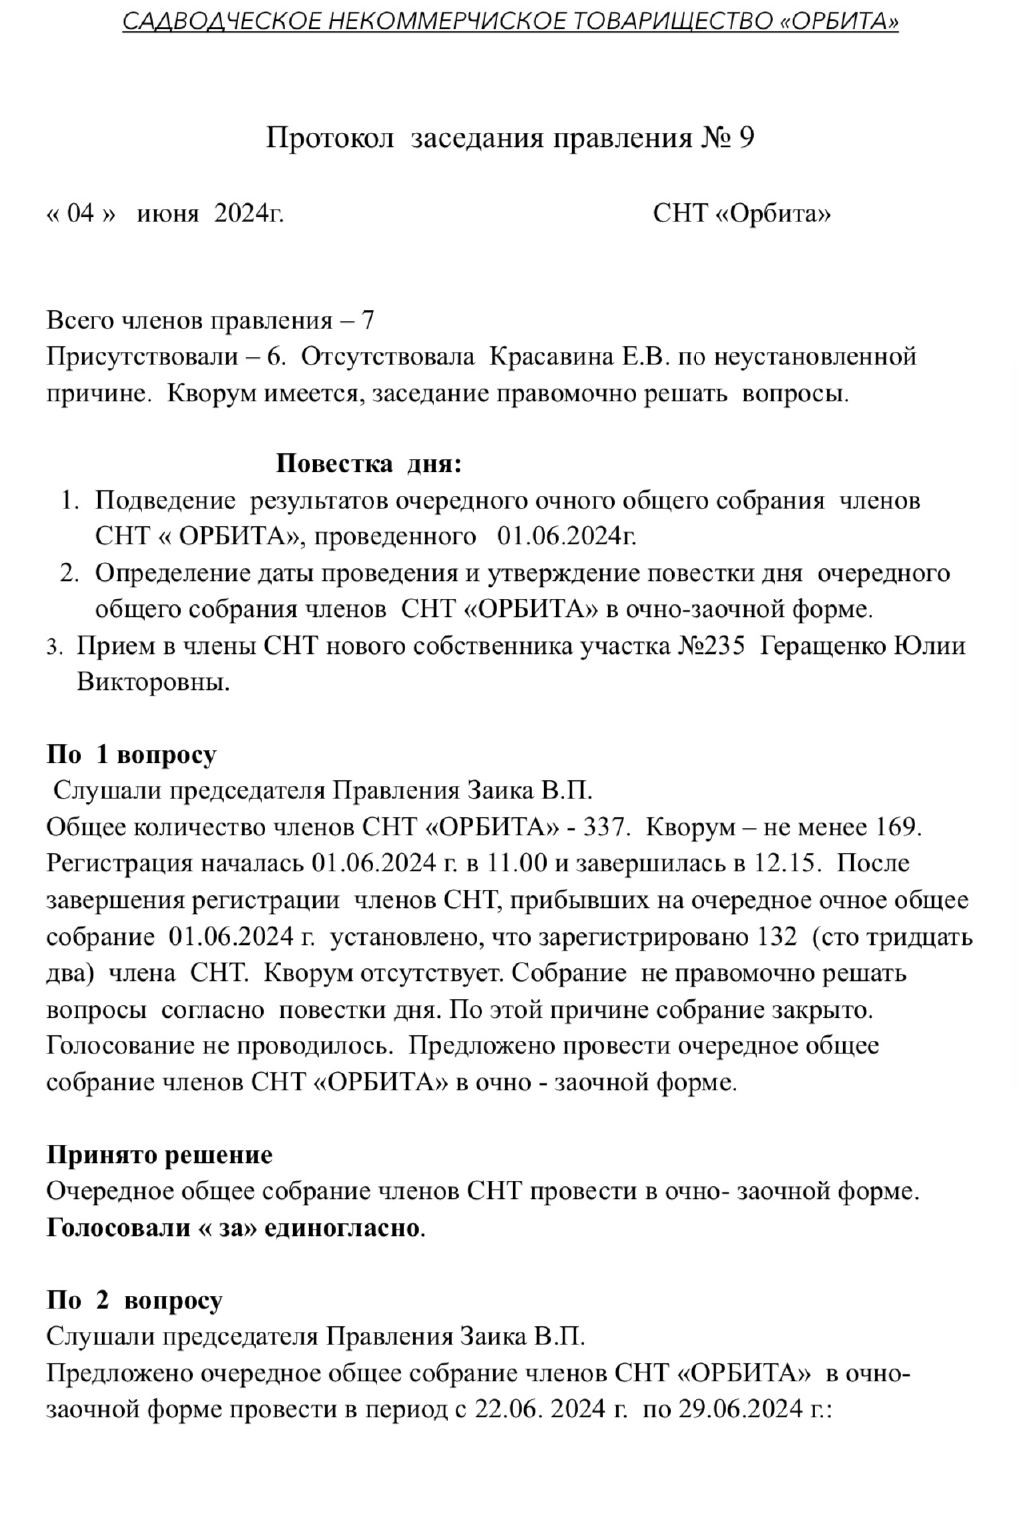 САДВОДЧЕСКОЕ НЕКОММЕРЧИСКОЕ ТОВАРИЩЕСТВО «ОРБИТА»
Протокол заседания правления № 9
« 04 » июня 2024г. СНТ «Орбита»
Всего членов правления – 7
Присутствовали – 6. Отсутствовала Красавина Е.В. по неустановленной
причине. Кворум имеется, заседание правомочно решать вопросы.
Повестка дня:
1. Подведение результатов очередного очного общего собрания членов
СНТ « ОРБИТА», проведенного 01.06.2024г.
2. Определение даты проведения и утверждение повестки дня очередного
общего собрания членов СНТ «ОРБИТА» в очно-заочной форме.
3. Прием в члены СНТ нового собственника участка №235 Геращенко Юлии
Викторовны.
По 1 вопросу
Слушали председателя Правления Заика В.П.
Общее количество членов СНТ «ОРБИТА» - 337. Кворум – не менее 169.
Регистрация началась 01.06.2024 г. в 11.00 и завершилась в 12.15. После
завершения регистрации членов СНТ, прибывших на очередное очное общее
собрание 01.06.2024 г. установлено, что зарегистрировано 132 (сто тридцать
два) члена СНТ. Кворум отсутствует. Собрание не правомочно решать
вопросы согласно повестки дня. По этой причине собрание закрыто.
Голосование не проводилось. Предложено провести очередное общее
собрание членов СНТ «ОРБИТА» в очно - заочной форме.
Принято решение
Очередное общее собрание членов СНТ провести в очно- заочной форме.
Голосовали « за» единогласно.
По 2 вопросу
Слушали председателя Правления Заика В.П.
Предложено очередное общее собрание членов СНТ «ОРБИТА» в очно-
заочной форме провести в период с 22.06. 2024 г. по 29.06.2024 г.: